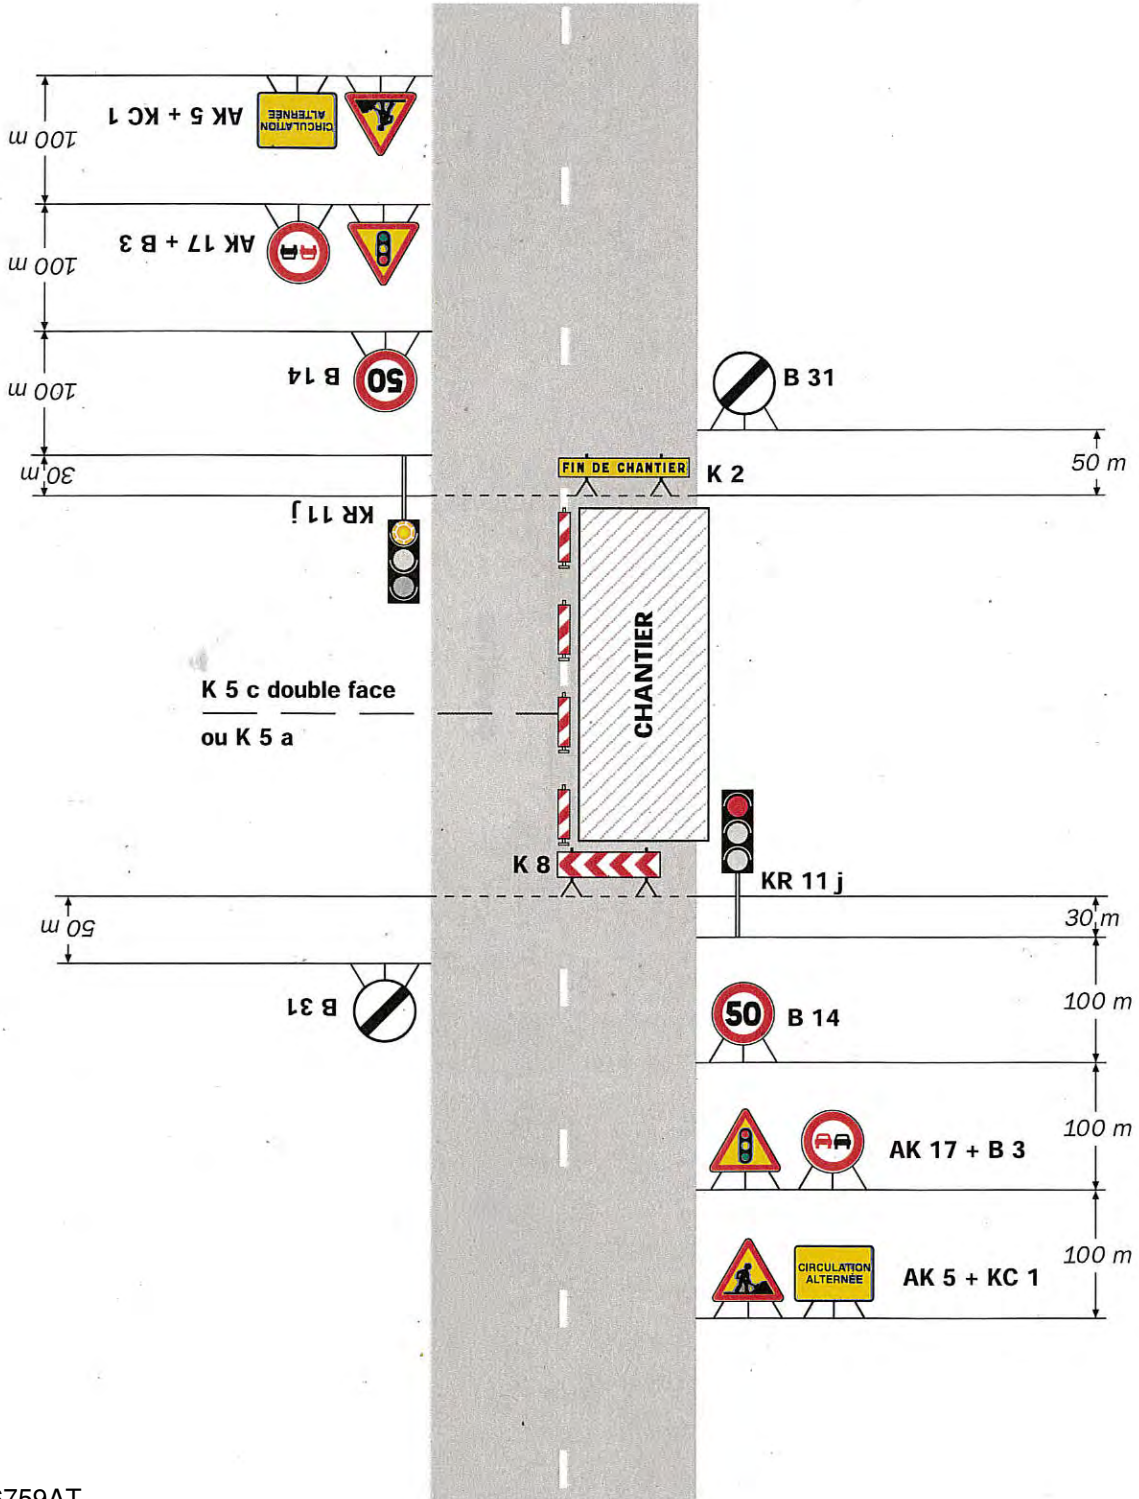 AK 5 + KC 1
CIRCULATION
ALTERNÉE
100 m
AK 17 + B 3
100 m
B 14
50
100 m
B 31
30 m
50 m
FIN DE CHANTIER
K 2
KR 11 j
CHANTIER
K 5 c double face
ou K 5 a
K 8
KR 11 j
50 m
30 m
B 31
50
B 14
100 m
AK 17 + B 3
100 m
CIRCULATION
ALTERNÉE
AK 5 + KC 1
100 m